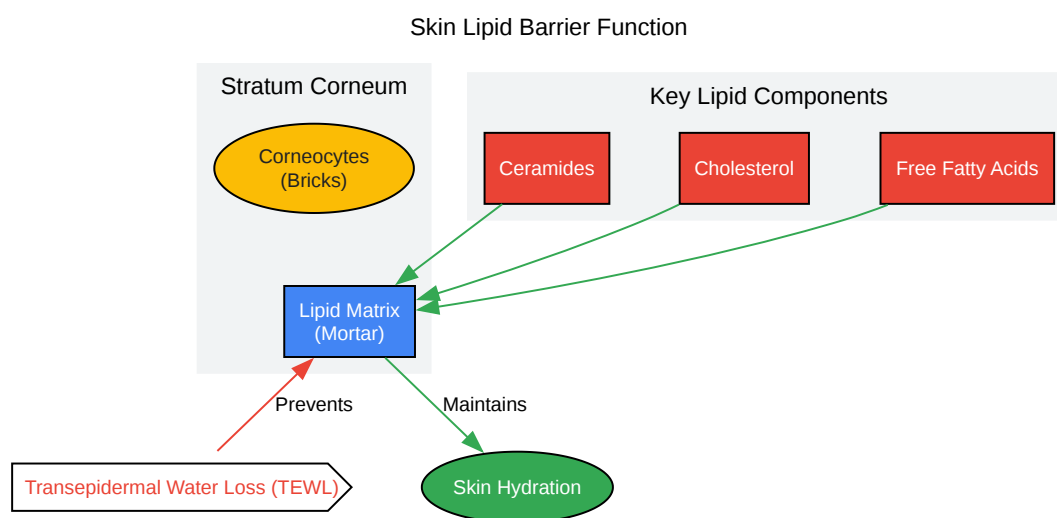 Skin Lipid Barrier Function
Stratum Corneum
Corneocytes
(Bricks)
Key Lipid Components
Ceramides
Cholesterol
Free Fatty Acids
Lipid Matrix
(Mortar)
Prevents
Maintains
Transepidermal Water Loss (TEWL)
Skin Hydration